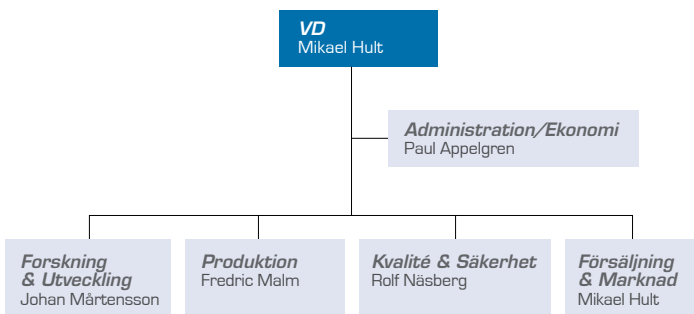 VD
Mikael Hult
Administration/Ekonomi
Paul Appelgren
Forskning
& Utveckling
Johan Mårtensson
Produktion
Fredric Malm
Kvalité & Säkerhet
Rolf Näsberg
Försäljning
& Marknad
Mikael Hult